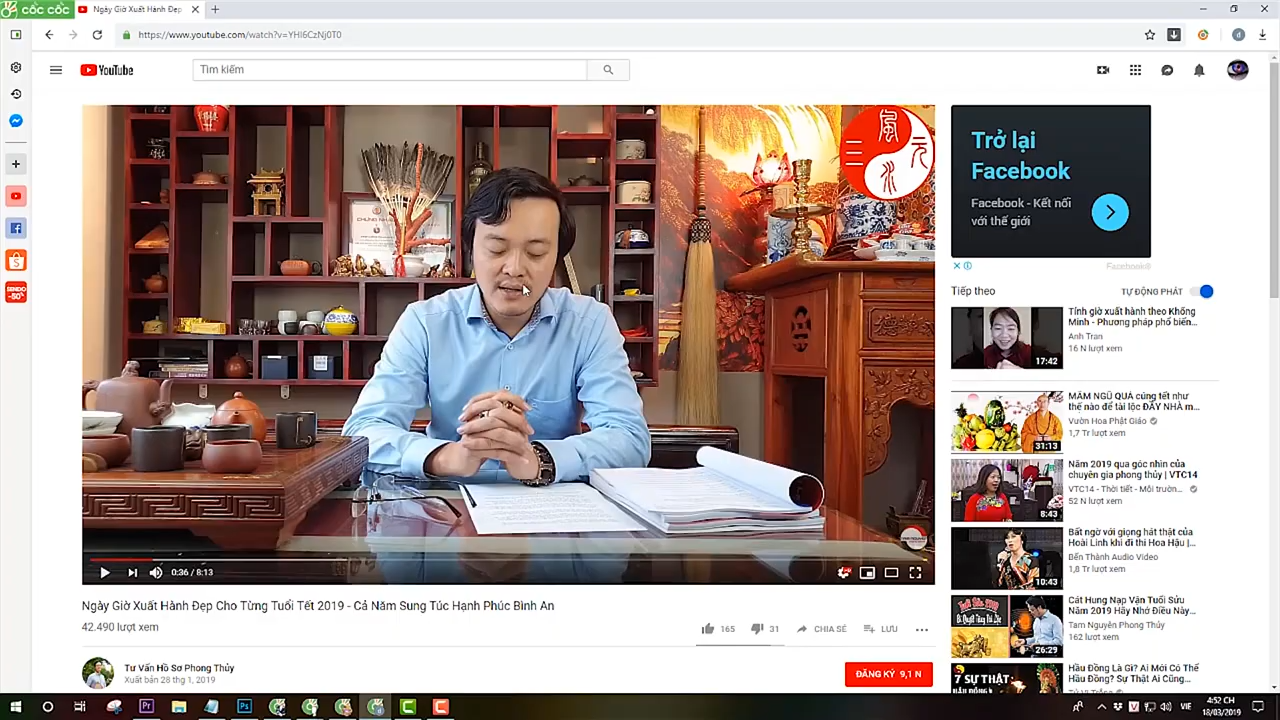 CỐC CỐC
Ngày Giờ Xuất Hành Đẹp
https://www.youtube.com/watch?v=YHI6CzNj0T0
YouTube
Tìm kiếm
風
元
Trở lại
Facebook
Facebook - Kết nối
với thế giới
Facebook®
Tiếp theo
TỰ ĐỘNG PHÁT
Tính giờ xuất hành theo Khổng
Minh - Phương pháp phổ biến...
Anh Tran
16 N lượt xem
17:42
MÂM NGŨ QUẢ cúng tết như
thế nào để tài lộc ĐẦY NHÀ m...
Vườn Hoa Phật Giáo
1,7 Tr lượt xem
31:13
Năm 2019 qua góc nhìn của
chuyên gia phong thủy | VTC14
VTC14 - Thời tiết - Môi trườn...
52 N lượt xem
8:43
Bất ngờ với giọng hát thật của
Hoài Linh khi đi thi Hoa Hậu |...
Bến Thành Audio Video
1,8 Tr lượt xem
10:43
Cát Hung Nạp Vận Tuổi Sửu
Năm 2019 Hãy Nhớ Điều Này...
Tam Nguyên Phong Thủy
162 lượt xem
26:29
Hầu Đồng Là Gì? Ai Mới Có Thể
Hầu Đồng? Sự Thật Ai Cũng...
7 SỰ THẬT:
SENDO
-50%
0:36 / 8:13
Ngày Giờ Xuất Hành Đẹp Cho Từng Tuổi Tết 2019 - Cả Năm Sung Túc Hạnh Phúc Bình An
42.490 lượt xem
165
31
CHIA SẺ
LƯU
Tư Vấn Hồ Sơ Phong Thủy
Xuất bản 28 thg 1, 2019
ĐĂNG KÝ 9,1 N
VIE
4:52 CH
18/03/2019